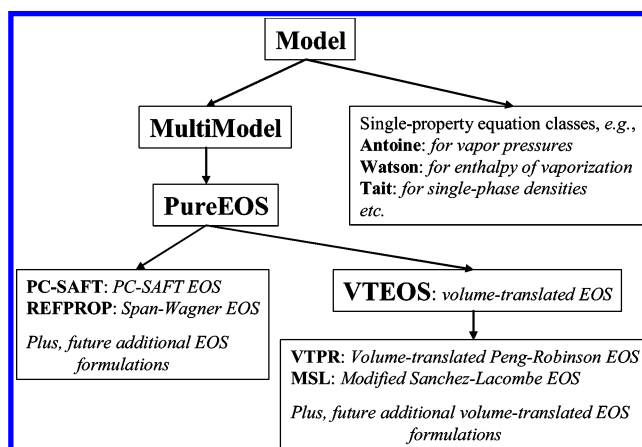 Model
MultiModel
Single-property equation classes, e.g.,
Antoine: for vapor pressures
Watson: for enthalpy of vaporization
Tait: for single-phase densities
etc.
PureEOS
PC-SAFT: PC-SAFT EOS
REFPROP: Span-Wagner EOS
Plus, future additional EOS
formulations
VTEOS: volume-translated EOS
VTPR: Volume-translated Peng-Robinson EOS
MSL: Modified Sanchez-Lacombe EOS
Plus, future additional volume-translated EOS
formulations